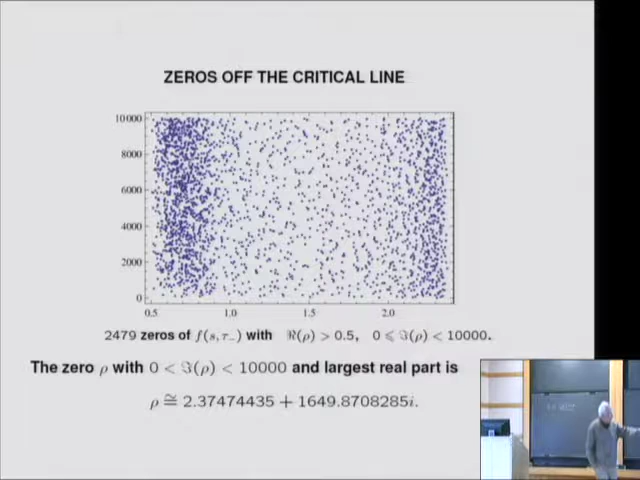 ZEROS OFF THE CRITICAL LINE
10000
8000
6000
4000
2000
0
0.5 1.0 1.5 2.0
2479 zeros of f(s,τ₋) with ℜ(ρ) > 0.5, 0 ⩽ ℑ(ρ) < 10000.
The zero ρ with 0 < ℑ(ρ) < 10000 and largest real part is
ρ ≅ 2.37474435 + 1649.8708285i.